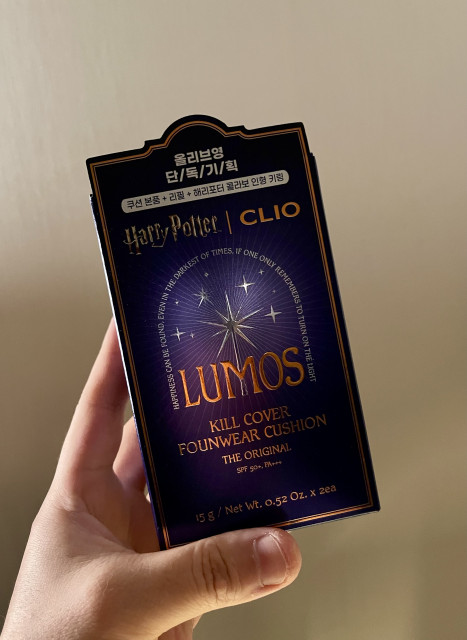 올리브영
단/독/기/획
쿠션 본품 + 리필 + 해리포터 콜라보 인형 키링
Harry Potter | CLIO
HAPPINESS CAN BE FOUND, EVEN IN THE DARKEST OF TIMES, IF ONE ONLY REMEMBERS TO TURN ON THE LIGHT
LUMOS
KILL COVER
FOUNWEAR CUSHION
THE ORIGINAL
SPF 50+, PA+++
15 g / Net Wt. 0.52 Oz. x 2ea